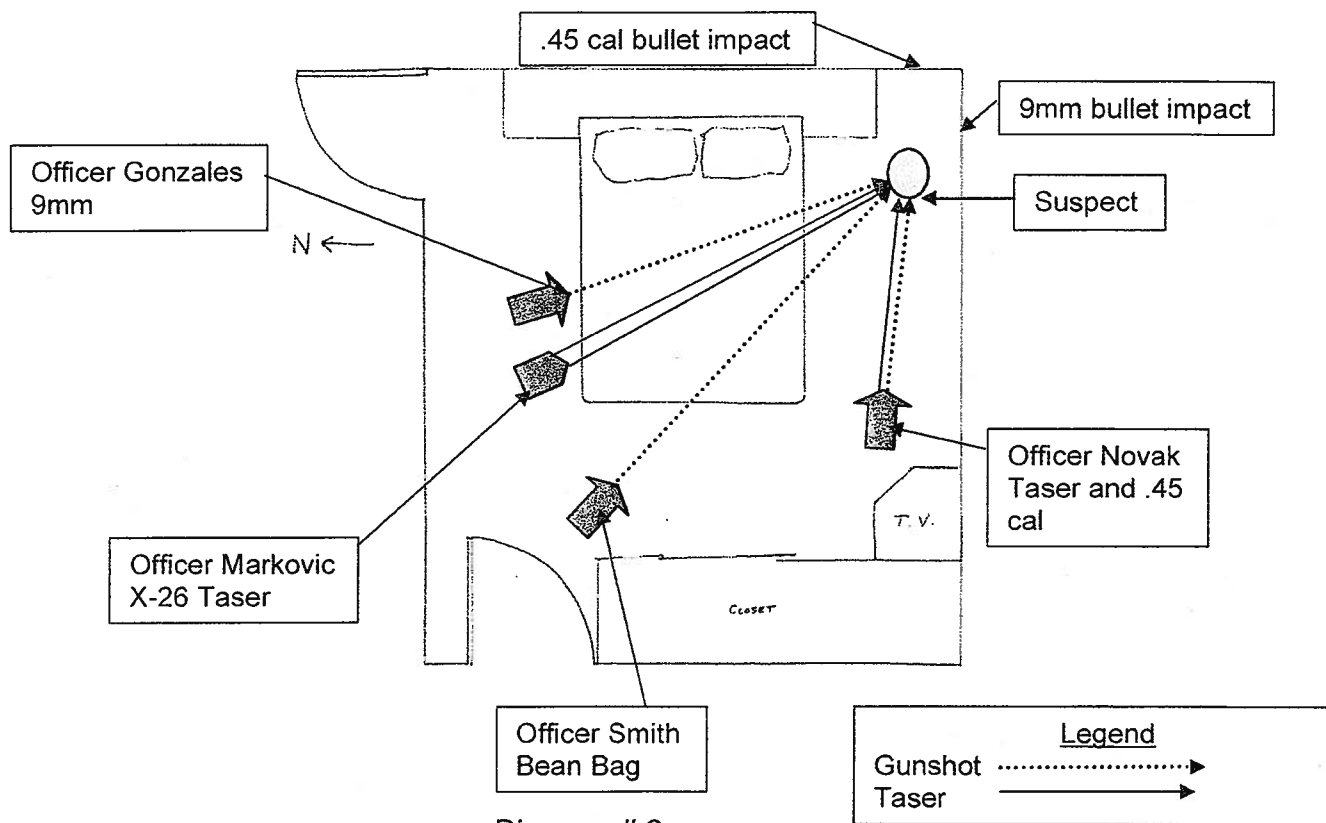 .45 cal bullet impact
9mm bullet impact
Officer Gonzales
9mm
Suspect
N
Officer Novak
Taser and .45
cal
T.V.
Officer Markovic
X-26 Taser
CLOSET
Officer Smith
Bean Bag
Legend
Gunshot
Taser